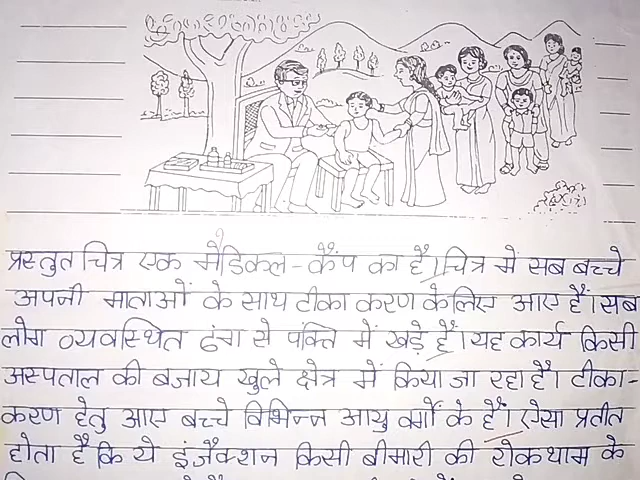 प्रस्तुत चित्र एक मैडिकल-कैंप का है। चित्र में सब बच्चे
अपनी माताओं के साथ टीका करण के लिए आए हैं। सब
लोग व्यवस्थित ढंग से पंक्ति में खड़े हैं। यह कार्य किसी
अस्पताल की बजाय खुले क्षेत्र में किया जा रहा है। टीका-
करण हेतु आए बच्चे विभिन्न आयु वर्गों के हैं। ऐसा प्रतीत
होता है कि ये इंजैक्शन किसी बीमारी की रोकथाम के